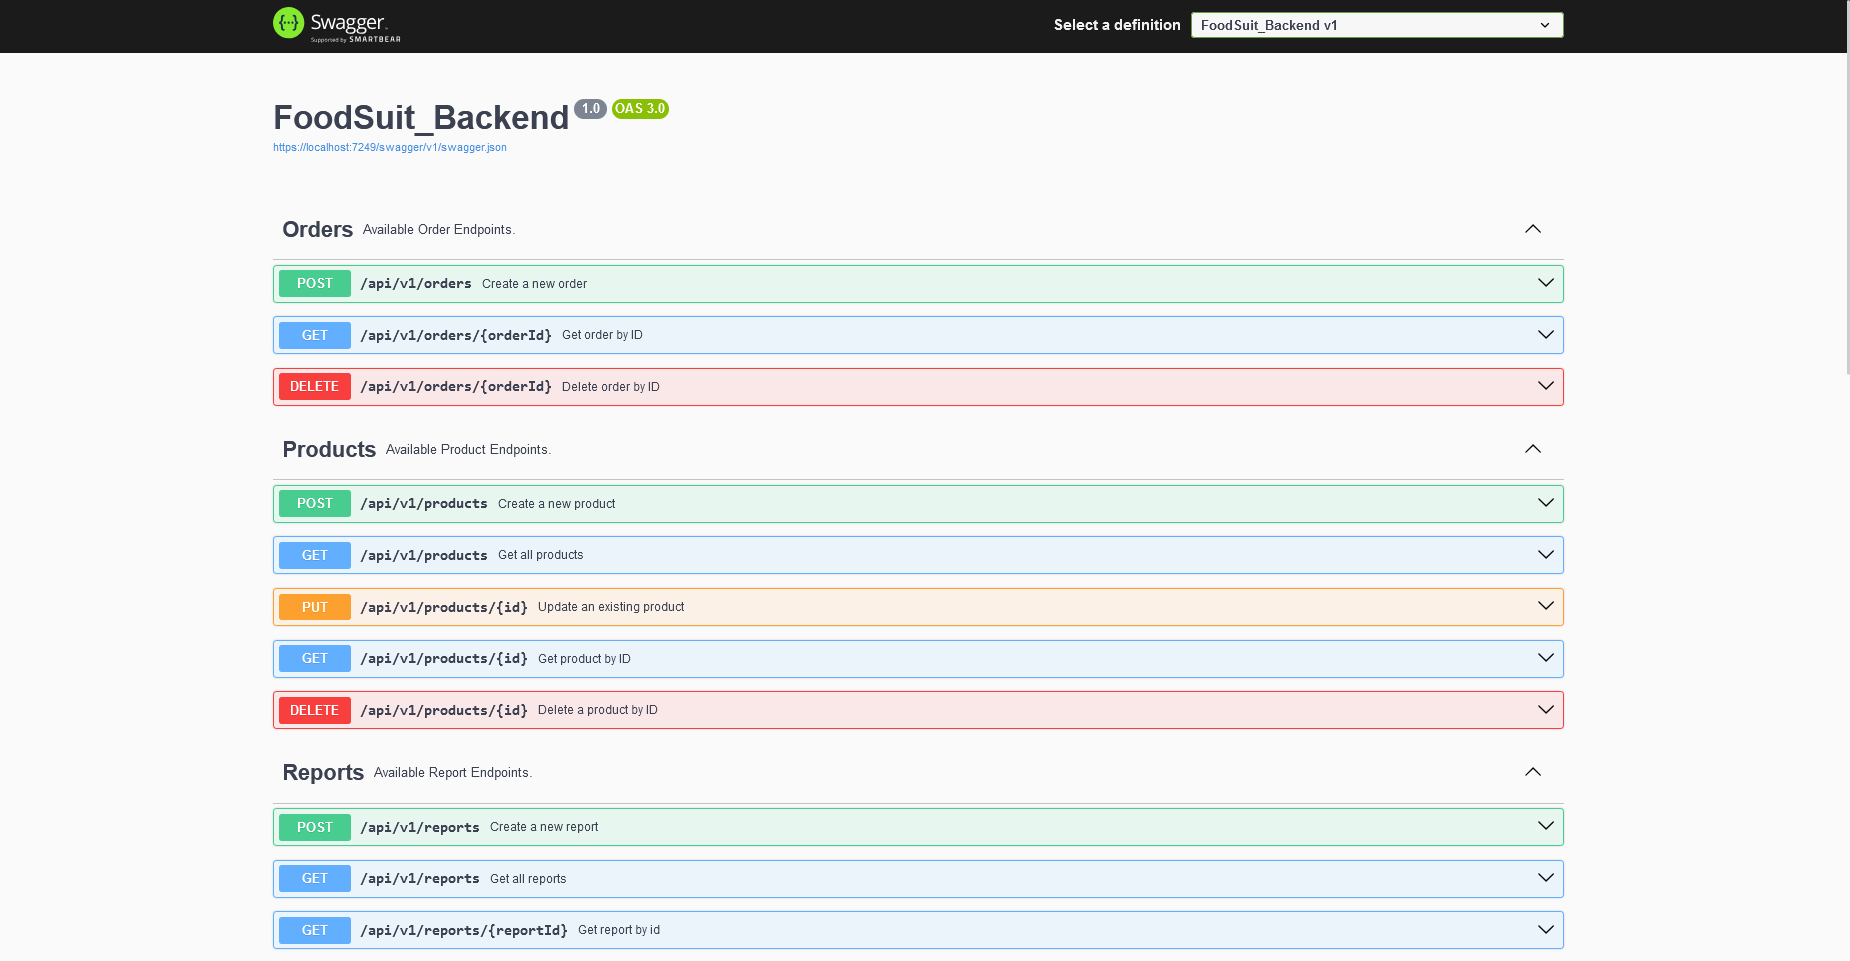 Swagger
Supported by SMARTBEAR
Select a definition
FoodSuit_Backend v1
FoodSuit_Backend 1.0 OAS 3.0
https://localhost:7249/swagger/v1/swagger.json
Orders Available Order Endpoints.
POST /api/v1/orders Create a new order
GET /api/v1/orders/{orderId} Get order by ID
DELETE /api/v1/orders/{orderId} Delete order by ID
Products Available Product Endpoints.
POST /api/v1/products Create a new product
GET /api/v1/products Get all products
PUT /api/v1/products/{id} Update an existing product
GET /api/v1/products/{id} Get product by ID
DELETE /api/v1/products/{id} Delete a product by ID
Reports Available Report Endpoints.
POST /api/v1/reports Create a new report
GET /api/v1/reports Get all reports
GET /api/v1/reports/{reportId} Get report by id